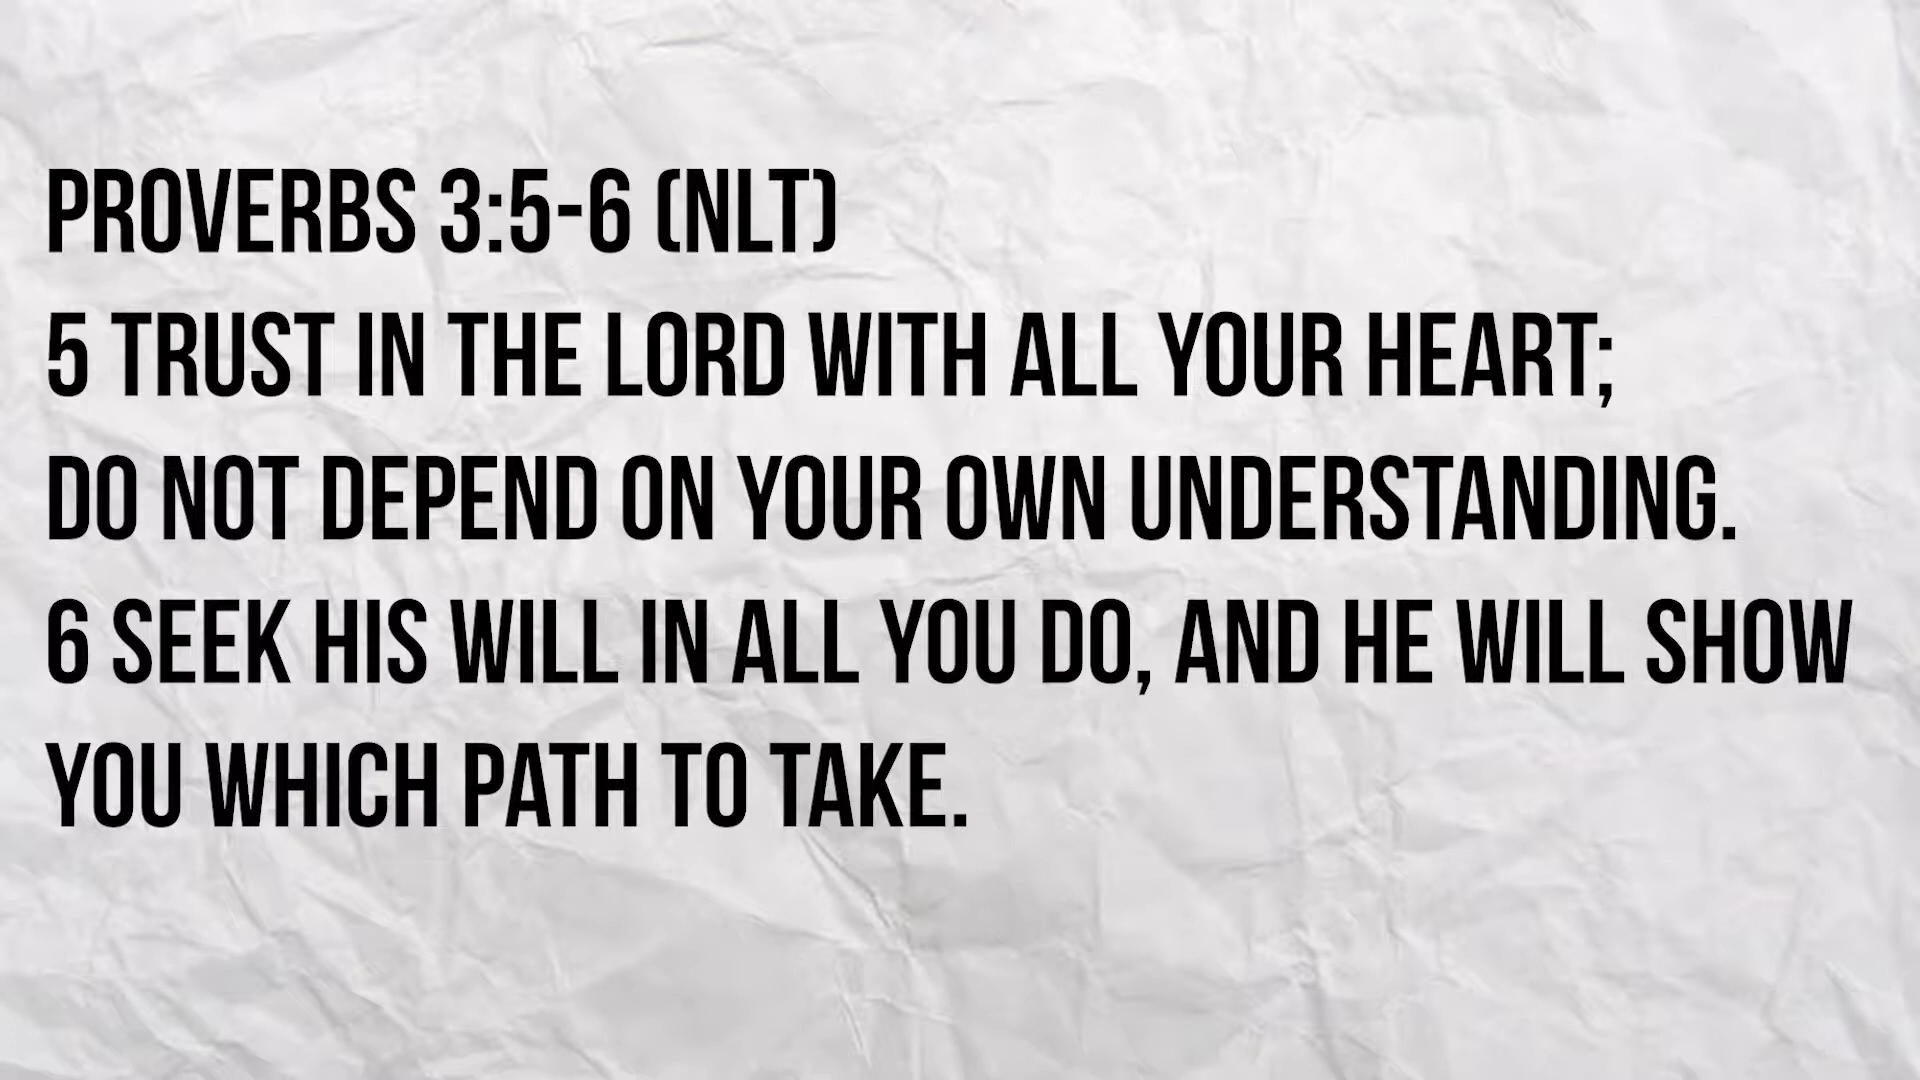 PROVERBS 3:5-6 (NLT)
5 TRUST IN THE LORD WITH ALL YOUR HEART;
DO NOT DEPEND ON YOUR OWN UNDERSTANDING.
6 SEEK HIS WILL IN ALL YOU DO, AND HE WILL SHOW
YOU WHICH PATH TO TAKE.